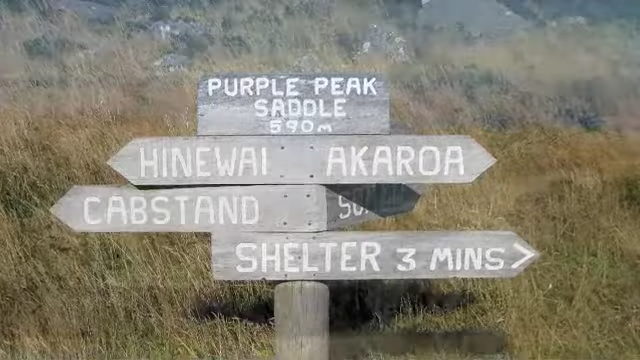 PURPLE PEAK
SADDLE
590m
HINEWAI AKAROA
CABSTAND
SHELTER 3 MINS >